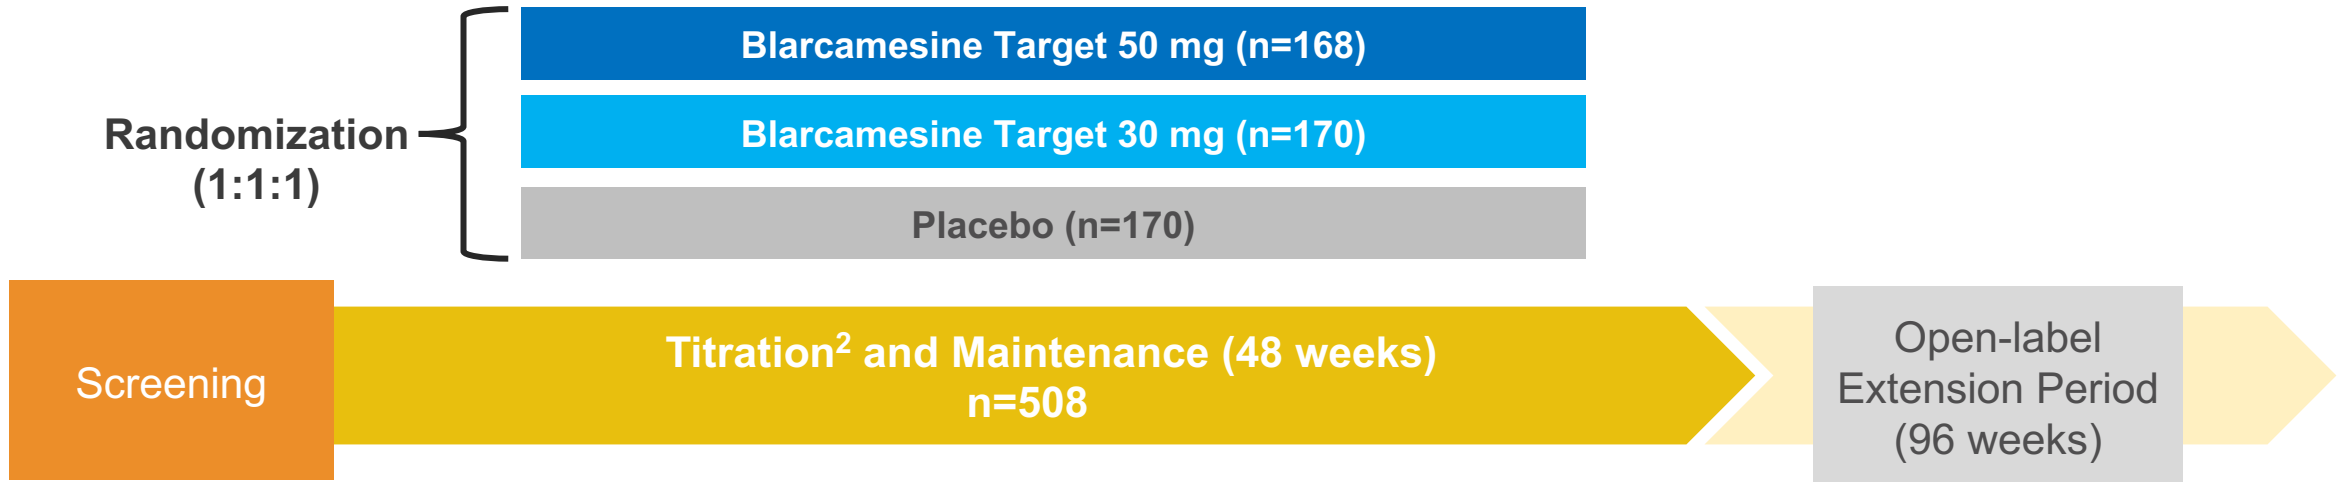 Blarcamesine Target 50 mg (n=168)
Randomization
(1:1:1)
Blarcamesine Target 30 mg (n=170)
Placebo (n=170)
Screening
Titration² and Maintenance (48 weeks)
n=508
Open-label
Extension Period
(96 weeks)